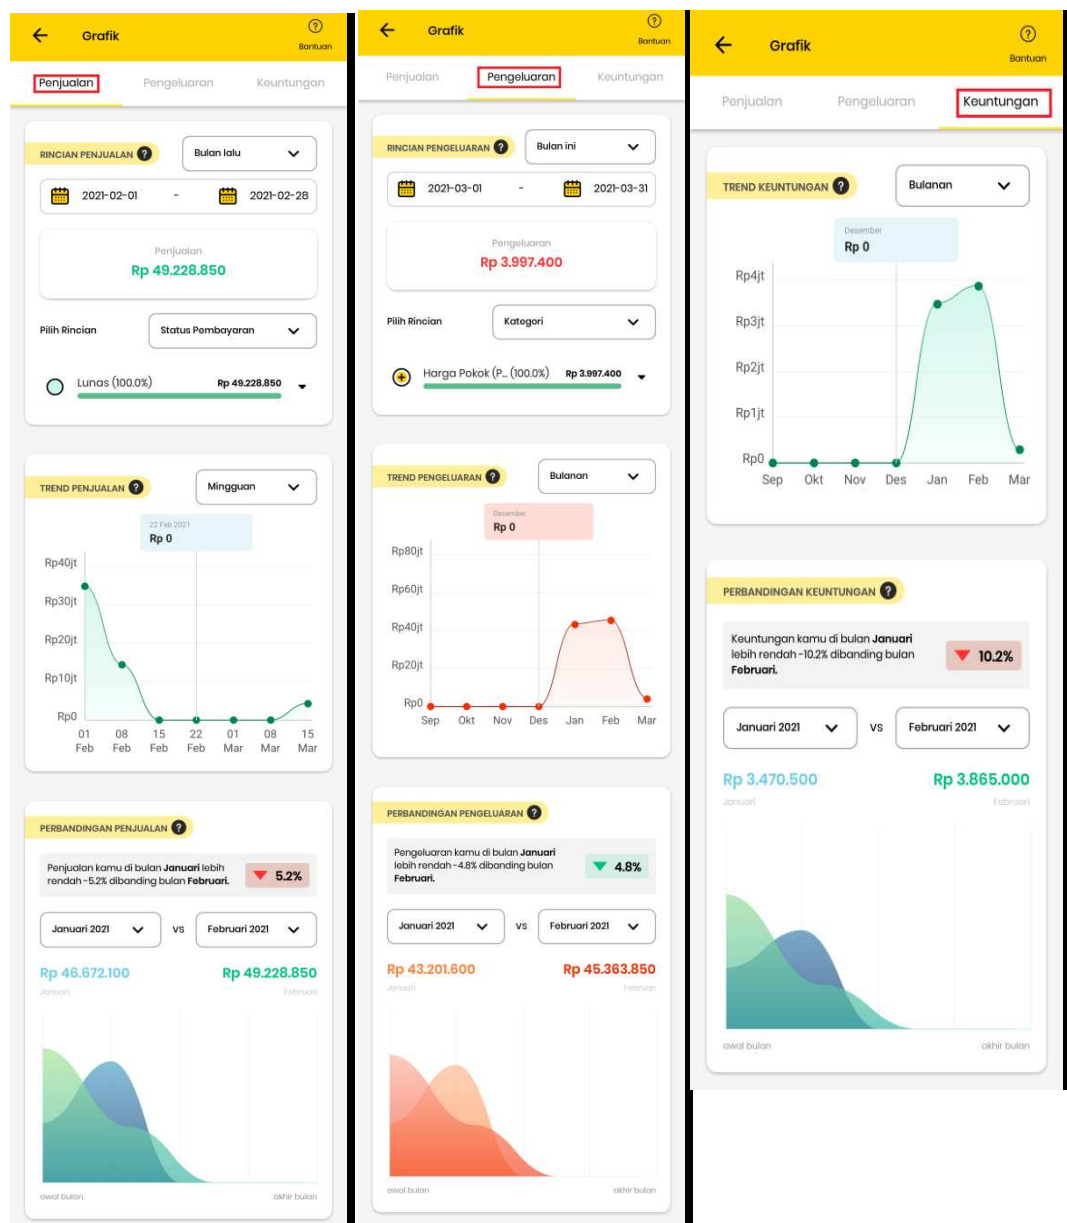 Grafik
Bantuan
Penjualan
Pengeluaran
Keuntungan
RINCIAN PENJUALAN ?
Bulan lalu
2021-02-01 - 2021-02-28
Penjualan
Rp 49.228.850
Pilih Rincian
Status Pembayaran
Lunas (100.0%) Rp 49.228.850
TREND PENJUALAN ?
Mingguan
22 Feb 2021
Rp 0
Rp40jt
Rp30jt
Rp20jt
Rp10jt
Rp0
01 08 15 22 01 08 15
Feb Feb Feb Feb Mar Mar Mar
PERBANDINGAN PENJUALAN ?
Penjualan kamu di bulan Januari lebih
rendah -5.2% dibanding bulan Februari.
5.2%
Januari 2021 VS Februari 2021
Rp 46.672.100 Rp 49.228.850
Januari Februari
awal bulan akhir bulan
Grafik
Bantuan
Penjualan
Pengeluaran
Keuntungan
RINCIAN PENGELUARAN ?
Bulan ini
2021-03-01 - 2021-03-31
Pengeluaran
Rp 3.997.400
Pilih Rincian
Kategori
Harga Pokok (P... (100.0%) Rp 3.997.400
TREND PENGELUARAN ?
Bulanan
Desember
Rp 0
Rp80jt
Rp60jt
Rp40jt
Rp20jt
Rp0
Sep Okt Nov Des Jan Feb Mar
PERBANDINGAN PENGELUARAN ?
Pengeluaran kamu di bulan Januari
lebih rendah -4.8% dibanding bulan
Februari.
4.8%
Januari 2021 VS Februari 2021
Rp 43.201.600 Rp 45.363.850
Januari Februari
awal bulan akhir bulan
Grafik
Bantuan
Penjualan
Pengeluaran
Keuntungan
TREND KEUNTUNGAN ?
Bulanan
Desember
Rp 0
Rp4jt
Rp3jt
Rp2jt
Rp1jt
Rp0
Sep Okt Nov Des Jan Feb Mar
PERBANDINGAN KEUNTUNGAN ?
Keuntungan kamu di bulan Januari
lebih rendah -10.2% dibanding bulan
Februari.
10.2%
Januari 2021 VS Februari 2021
Rp 3.470.500 Rp 3.865.000
Januari Februari
awal bulan akhir bulan